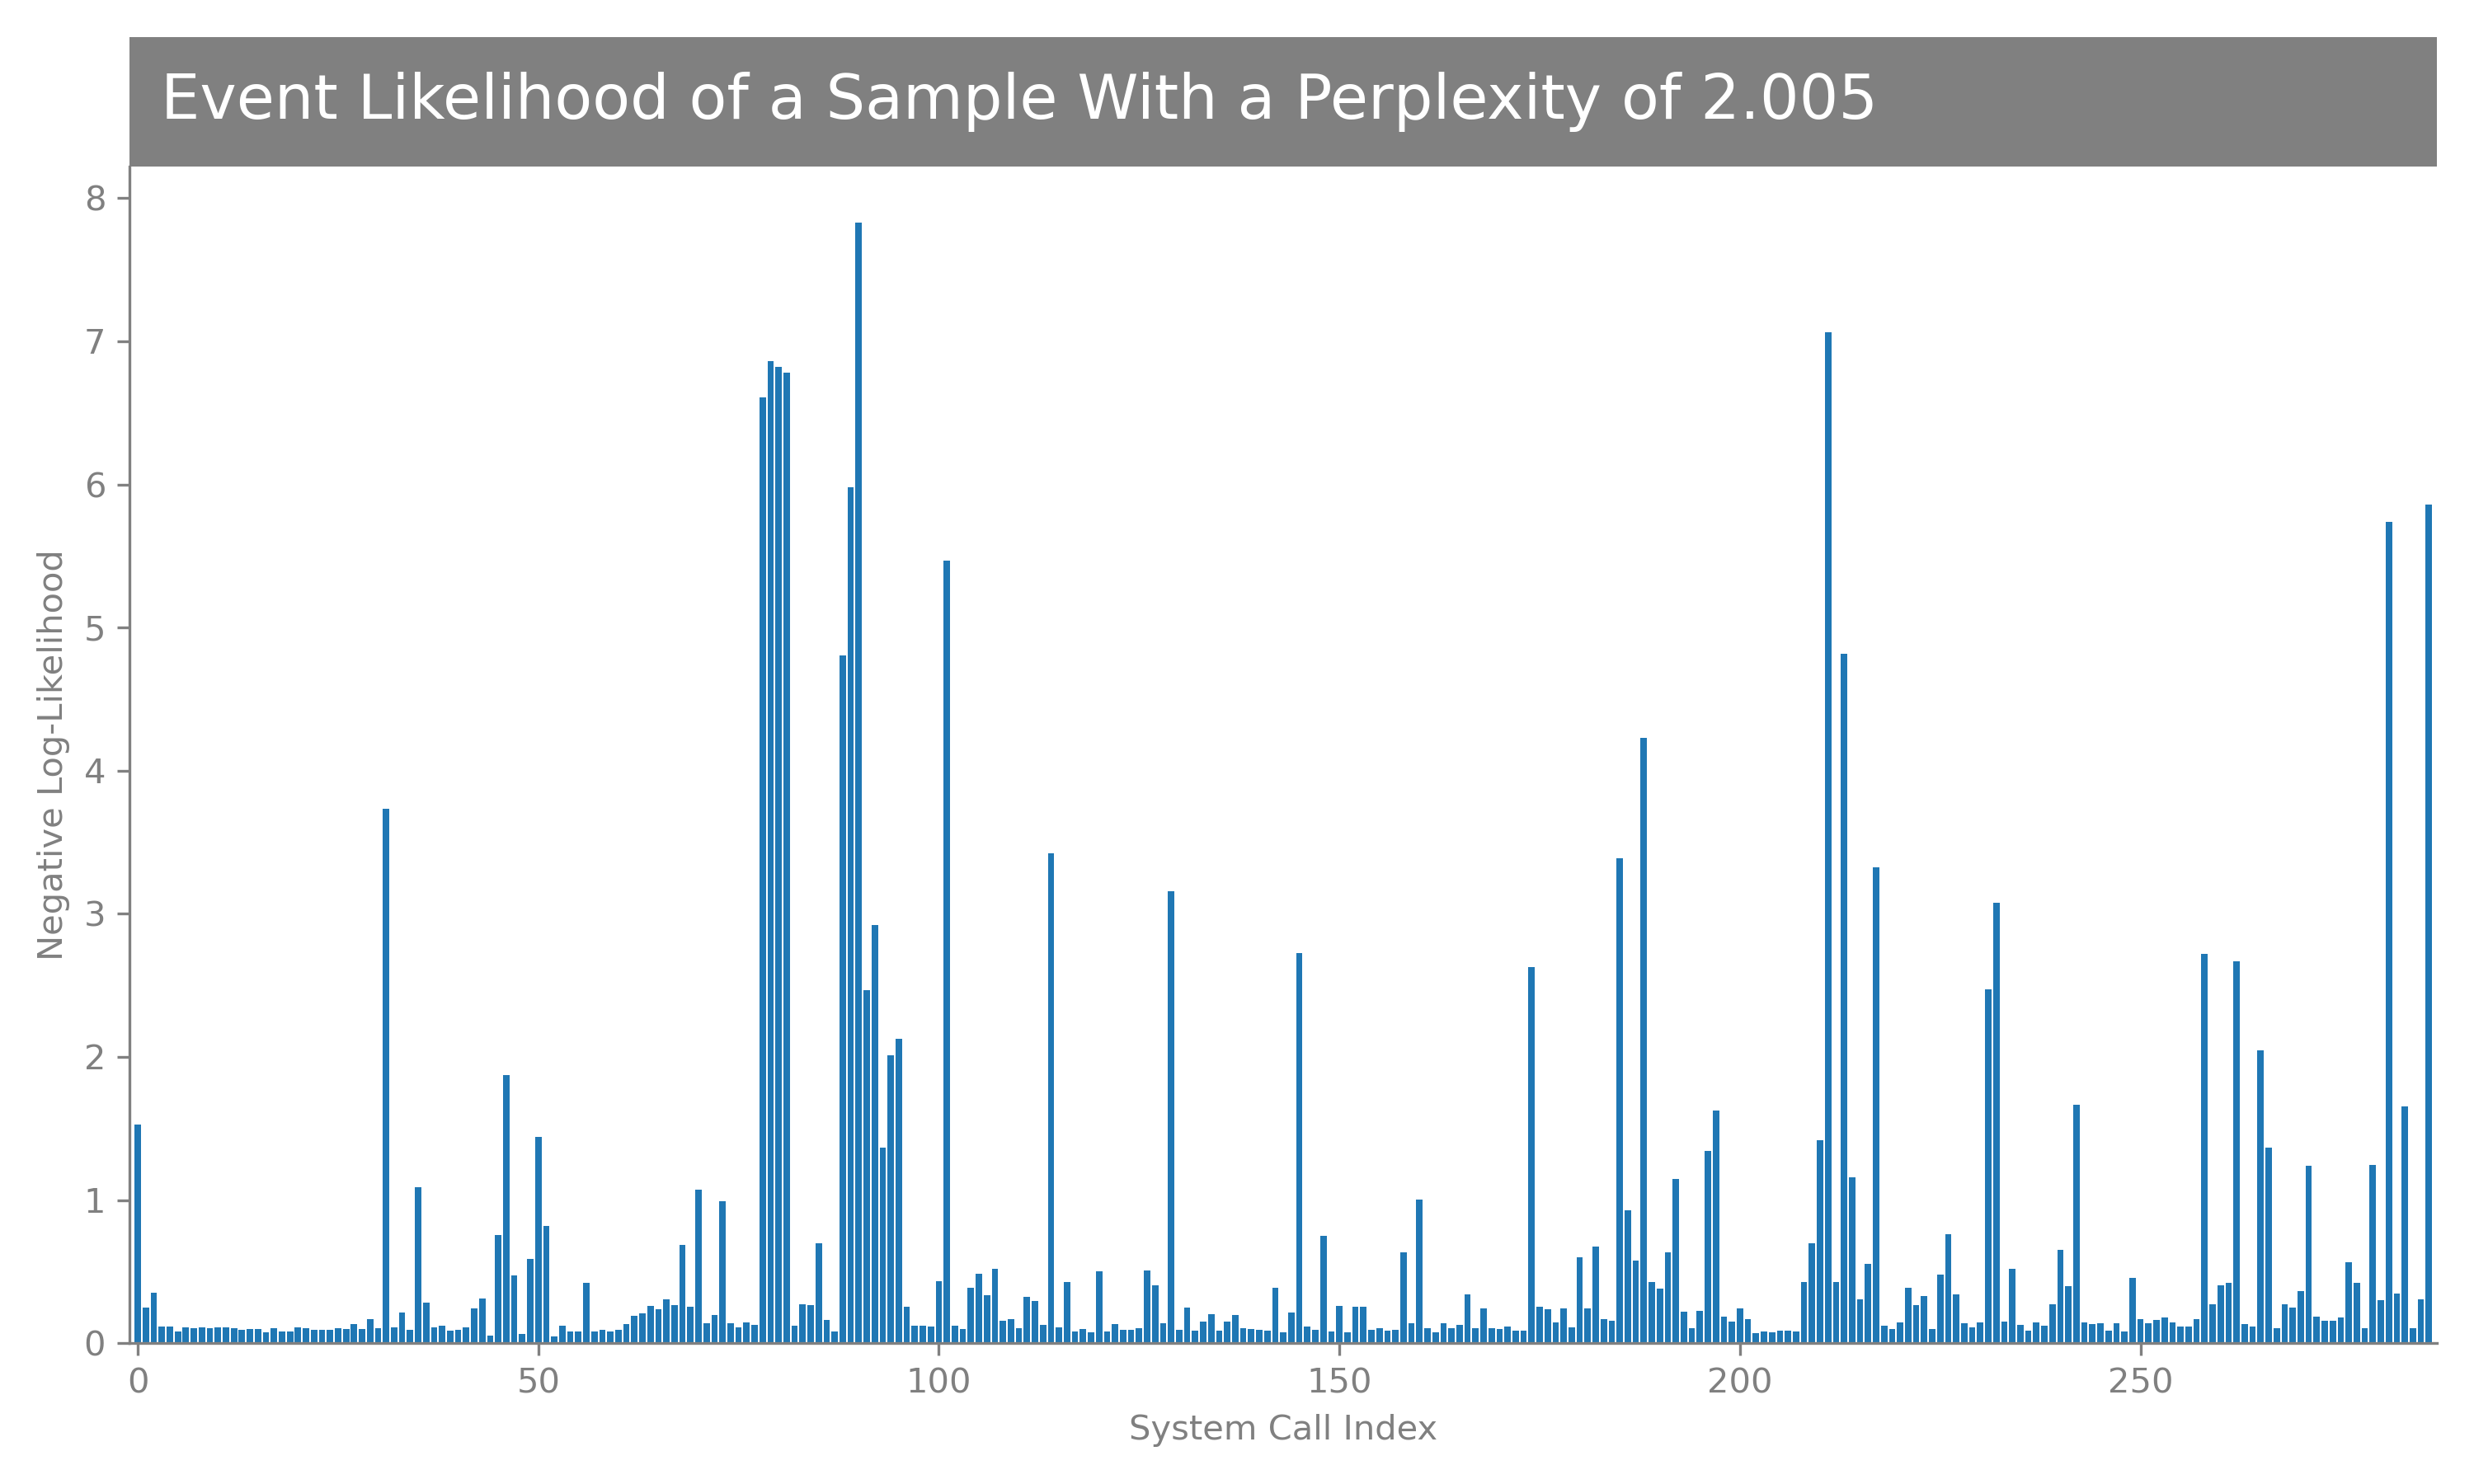 Event Likelihood of a Sample With a Perplexity of 2.005
8
7
6
5
4
3
2
1
0
Negative Log-Likelihood
0 50 100 150 200 250
System Call Index